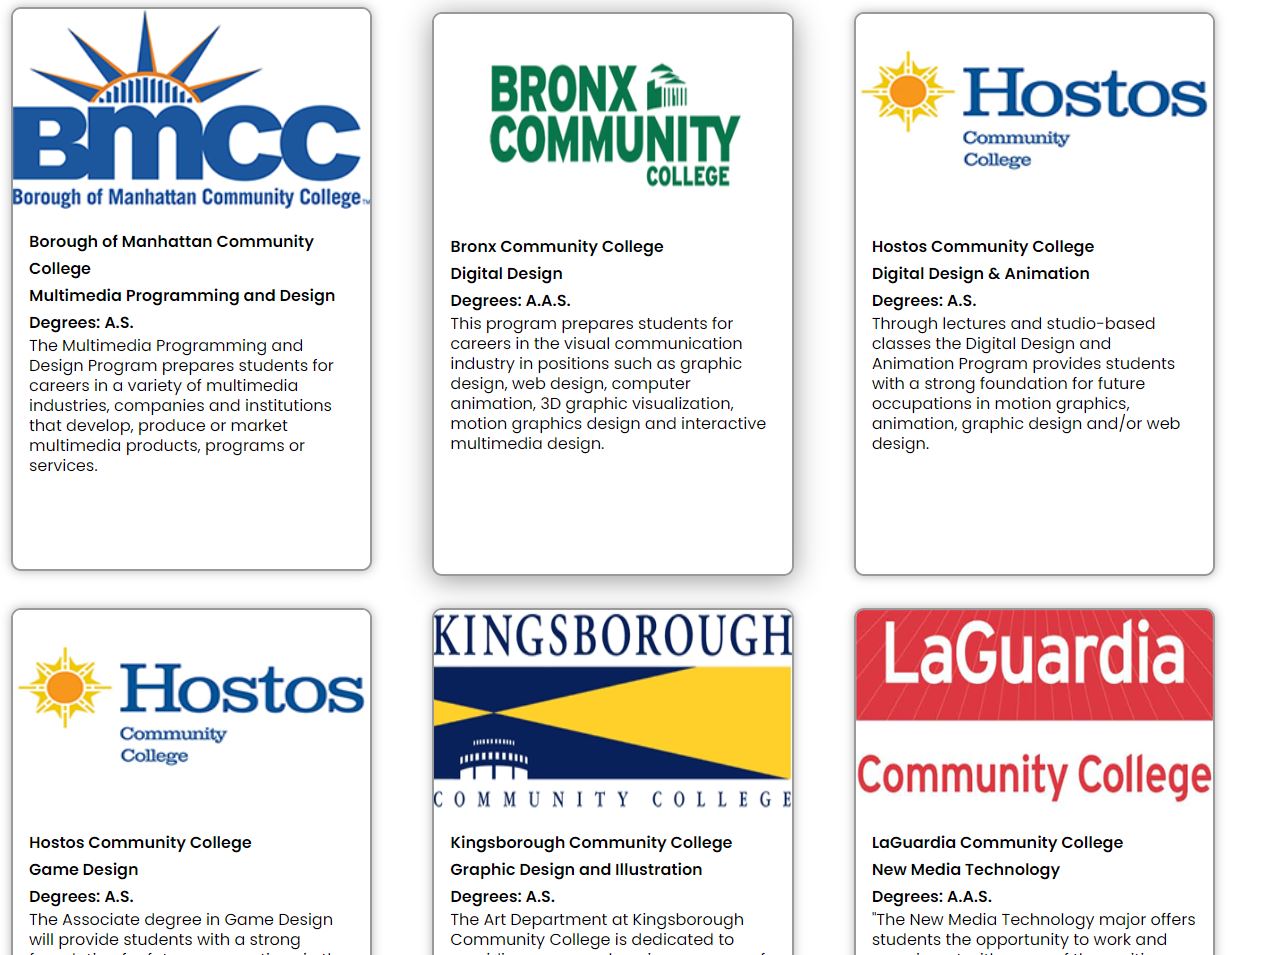 BMCC
Borough of Manhattan Community College
Borough of Manhattan Community
College
Multimedia Programming and Design
Degrees: A.S.
The Multimedia Programming and
Design Program prepares students for
careers in a variety of multimedia
industries, companies and institutions
that develop, produce or market
multimedia products, programs or
services.
BRONX
COMMUNITY
COLLEGE
Bronx Community College
Digital Design
Degrees: A.A.S.
This program prepares students for
careers in the visual communication
industry in positions such as graphic
design, web design, computer
animation, 3D graphic visualization,
motion graphics design and interactive
multimedia design.
Hostos
Community
College
Hostos Community College
Digital Design & Animation
Degrees: A.S.
Through lectures and studio-based
classes the Digital Design and
Animation Program provides students
with a strong foundation for future
occupations in motion graphics,
animation, graphic design and/or web
design.
Hostos
Community
College
Hostos Community College
Game Design
Degrees: A.S.
The Associate degree in Game Design
will provide students with a strong
KINGSBOROUGH
COMMUNITY COLLEGE
Kingsborough Community College
Graphic Design and Illustration
Degrees: A.S.
The Art Department at Kingsborough
Community College is dedicated to
LaGuardia
Community College
LaGuardia Community College
New Media Technology
Degrees: A.A.S.
"The New Media Technology major offers
students the opportunity to work and